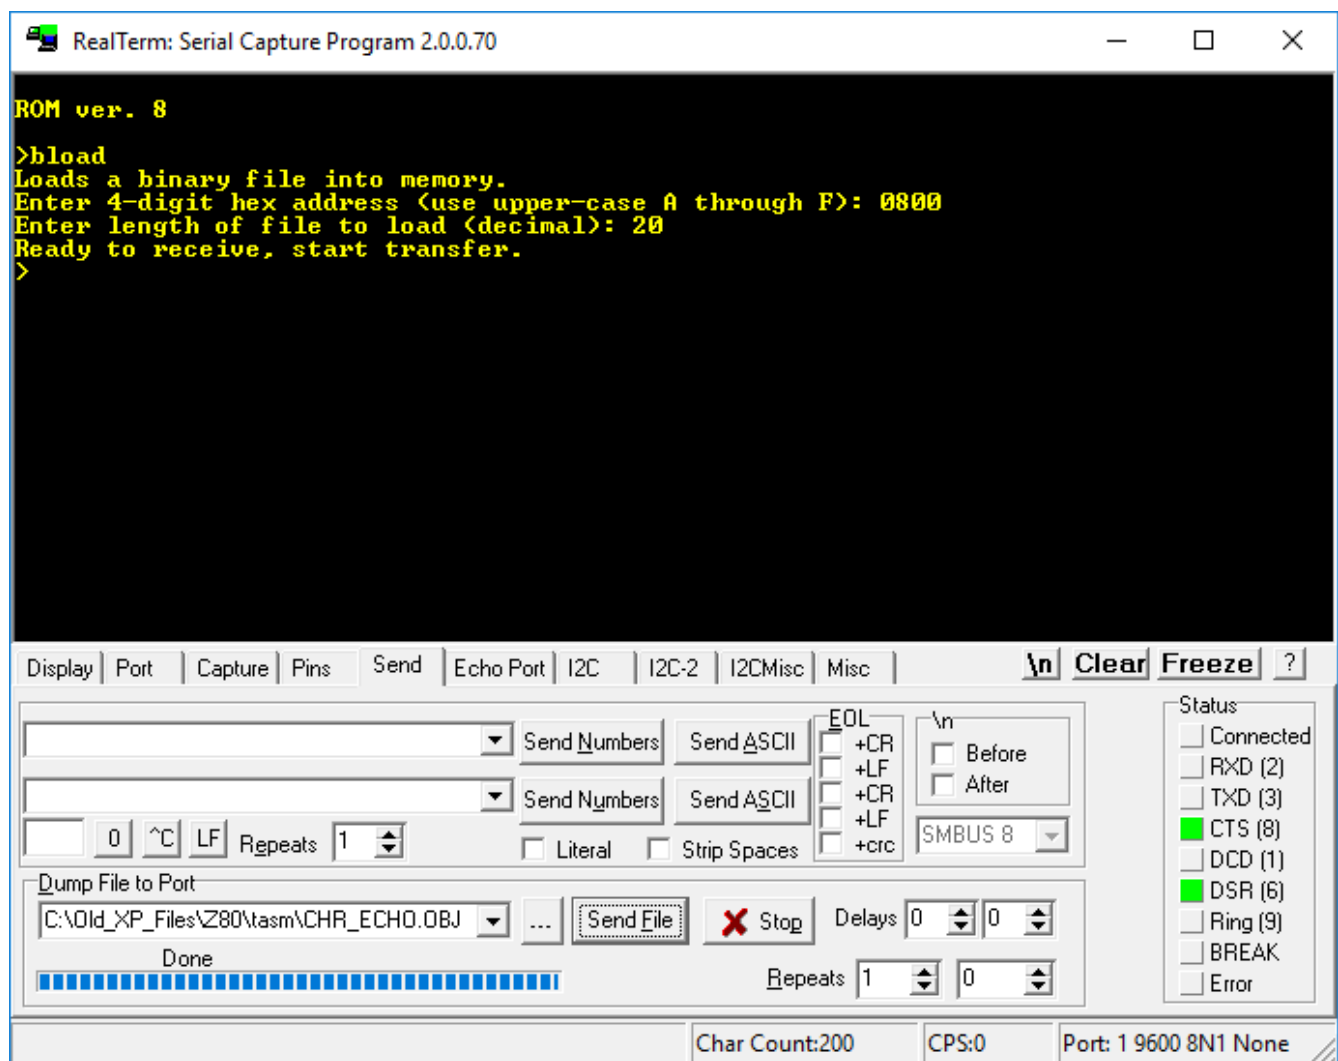 RealTerm: Serial Capture Program 2.0.0.70
ROM ver. 8
>bload
Loads a binary file into memory.
Enter 4-digit hex address (use upper-case A through F): 0800
Enter length of file to load (decimal): 20
Ready to receive, start transfer.
>
Display Port Capture Pins Send Echo Port I2C I2C-2 I2CMisc Misc \n Clear Freeze ?
EOL \n Status
Send Numbers Send ASCII +CR Before Connected
+LF RXD (2)
Send Numbers Send ASCII +CR After TXD (3)
0 ^C LF Repeats 1 +LF SMBUS 8 CTS (8)
Literal Strip Spaces +crc DCD (1)
Dump File to Port DSR (6)
C:\Old_XP_Files\Z80\tasm\CHR_ECHO.OBJ ... Send File Stop Delays 0 0 Ring (9)
Done BREAK
Repeats 1 0 Error
Char Count:200 CPS:0 Port: 1 9600 8N1 None